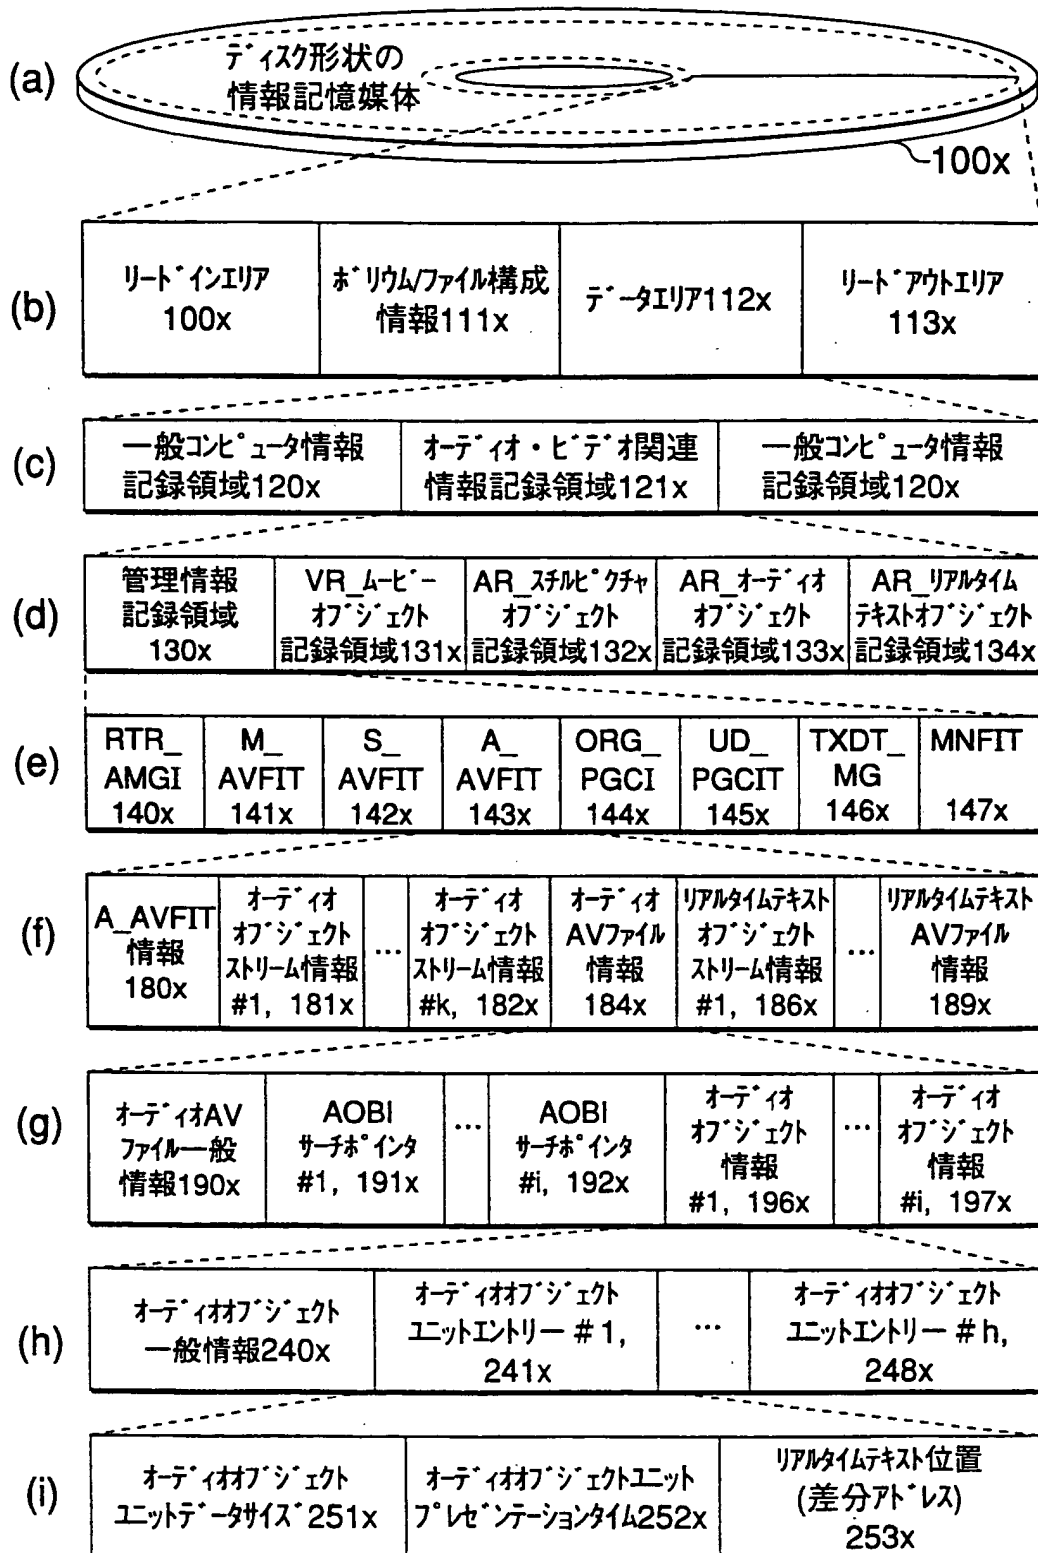 (a)
ディスク形状の
情報記憶媒体
100x
(b)
リードインエリア
100x
ボリウム/ファイル構成
情報111x
データエリア112x
リードアウトエリア
113x
(c)
一般コンピュータ情報
記録領域120x
オーディオ・ビデオ関連
情報記録領域121x
一般コンピュータ情報
記録領域120x
(d)
管理情報
記録領域
130x
VR_ムービー
オブジェクト
記録領域131x
AR_スチルピクチャ
オブジェクト
記録領域132x
AR_オーディオ
オブジェクト
記録領域133x
AR_リアルタイム
テキストオブジェクト
記録領域134x
(e)
RTR_
AMGI
140x
M_
AVFIT
141x
S_
AVFIT
142x
A_
AVFIT
143x
ORG_
PGCI
144x
UD_
PGCIT
145x
TXDT_
MG
146x
MNFIT
147x
(f)
A_AVFIT
情報
180x
オーディオ
オブジェクト
ストリーム情報
#1, 181x
…
オーディオ
オブジェクト
ストリーム情報
#k, 182x
オーディオ
AVファイル
情報
184x
リアルタイムテキスト
オブジェクト
ストリーム情報
#1, 186x
…
リアルタイムテキスト
AVファイル
情報
189x
(g)
オーディオAV
ファイル一般
情報190x
AOBI
サーチポインタ
#1, 191x
…
AOBI
サーチポインタ
#i, 192x
オーディオ
オブジェクト
情報
#1, 196x
…
オーディオ
オブジェクト
情報
#i, 197x
(h)
オーディオオブジェクト
一般情報240x
オーディオオブジェクト
ユニットエントリー#1,
241x
…
オーディオオブジェクト
ユニットエントリー#h,
248x
(i)
オーディオオブジェクト
ユニットデータサイズ251x
オーディオオブジェクトユニット
プレゼンテーションタイム252x
リアルタイムテキスト位置
(差分アドレス)
253x